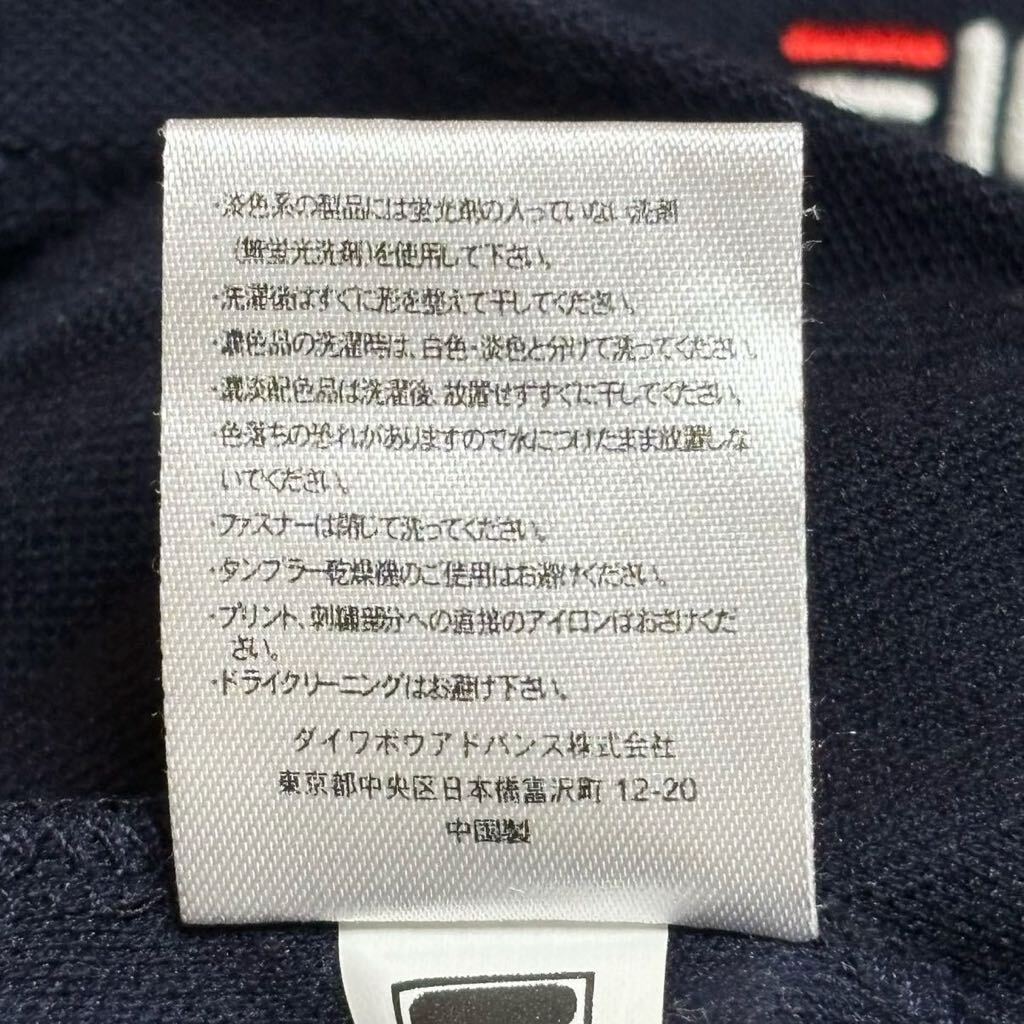 ・淡色系の製品には蛍光剤の入っていない洗剤
(無蛍光洗剤)を使用して下さい。
・洗濯後はすぐに形を整えて干してください。
・濃色品の洗濯時は、白色・淡色と分けて洗ってください。
・濃淡配色品は洗濯後、放置せずすぐに干してください。
・色落ちの恐れがありますので水につけたまま放置しな
いでください。
・ファスナーは閉じて洗ってください。
・タンブラー乾燥機のご使用はお避けください。
・プリント、刺繍部分への直接のアイロンはおさけくだ
さい。
・ドライクリーニングはお避け下さい。
ダイワボウアドバンス株式会社
東京都中央区日本橋富沢町 12-20
中国製